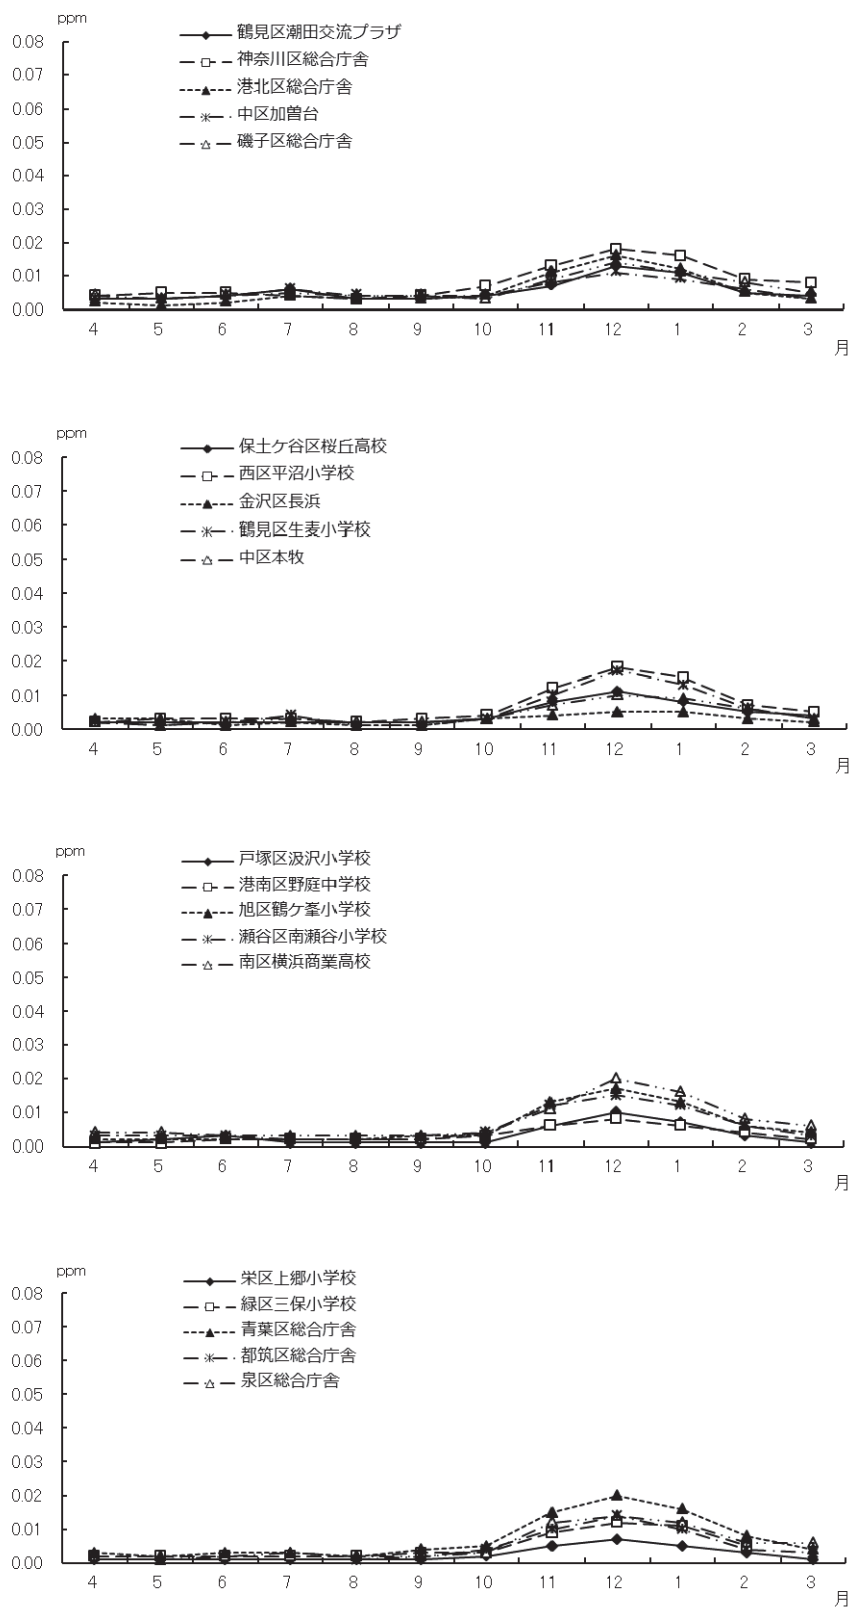 ppm
鶴見区潮田交流プラザ
神奈川区総合庁舎
港北区総合庁舎
中区加曽台
磯子区総合庁舎
0.08
0.07
0.06
0.05
0.04
0.03
0.02
0.01
0.00
4 5 6 7 8 9 10 11 12 1 2 3
月
ppm
保土ケ谷区桜丘高校
西区平沼小学校
金沢区長浜
鶴見区生麦小学校
中区本牧
0.08
0.07
0.06
0.05
0.04
0.03
0.02
0.01
0.00
4 5 6 7 8 9 10 11 12 1 2 3
月
ppm
戸塚区汲沢小学校
港南区野庭中学校
旭区鶴ケ峯小学校
瀬谷区南瀬谷小学校
南区横浜商業高校
0.08
0.07
0.06
0.05
0.04
0.03
0.02
0.01
0.00
4 5 6 7 8 9 10 11 12 1 2 3
月
ppm
栄区上郷小学校
緑区三保小学校
青葉区総合庁舎
都筑区総合庁舎
泉区総合庁舎
0.08
0.07
0.06
0.05
0.04
0.03
0.02
0.01
0.00
4 5 6 7 8 9 10 11 12 1 2 3
月